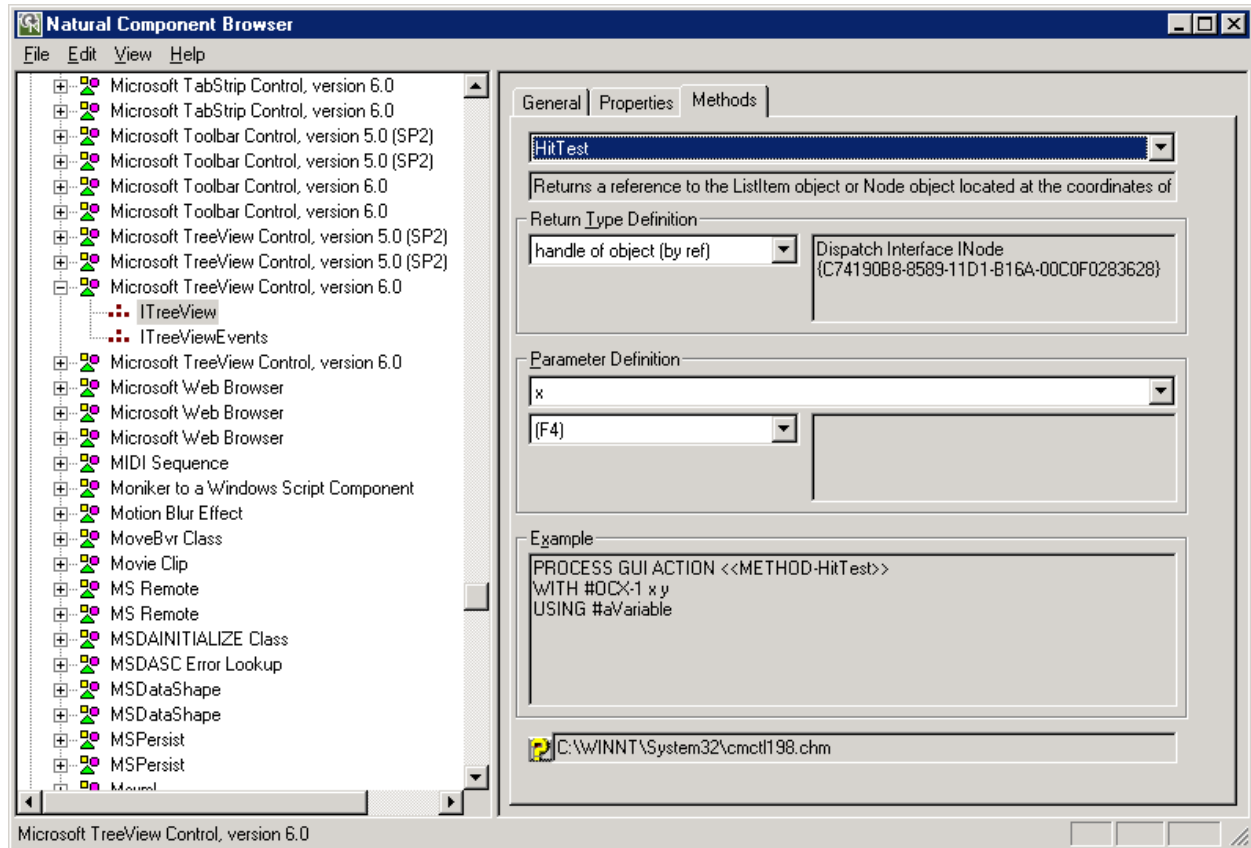 Natural Component Browser
File Edit View Help
Microsoft TabStrip Control, version 6.0
Microsoft TabStrip Control, version 6.0
Microsoft Toolbar Control, version 5.0 (SP2)
Microsoft Toolbar Control, version 5.0 (SP2)
Microsoft Toolbar Control, version 6.0
Microsoft Toolbar Control, version 6.0
Microsoft TreeView Control, version 5.0 (SP2)
Microsoft TreeView Control, version 5.0 (SP2)
Microsoft TreeView Control, version 6.0
ITreeView
ITreeViewEvents
Microsoft TreeView Control, version 6.0
Microsoft Web Browser
Microsoft Web Browser
Microsoft Web Browser
MIDI Sequence
Moniker to a Windows Script Component
Motion Blur Effect
MoveBvr Class
Movie Clip
MS Remote
MS Remote
MSDAINITIALIZE Class
MSDASC Error Lookup
MSDataShape
MSDataShape
MSPersist
MSPersist
General Properties Methods
HitTest
Returns a reference to the ListItem object or Node object located at the coordinates of
Return Type Definition
handle of object (by ref)
Dispatch Interface INode
{C74190B8-8589-11D1-B16A-00C0F0283628}
Parameter Definition
x
(F4)
Example
PROCESS GUI ACTION <<METHOD-HitTest>>
WITH #OCX-1 x y
USING #aVariable
C:\WINNT\System32\cmctl198.chm
Microsoft TreeView Control, version 6.0